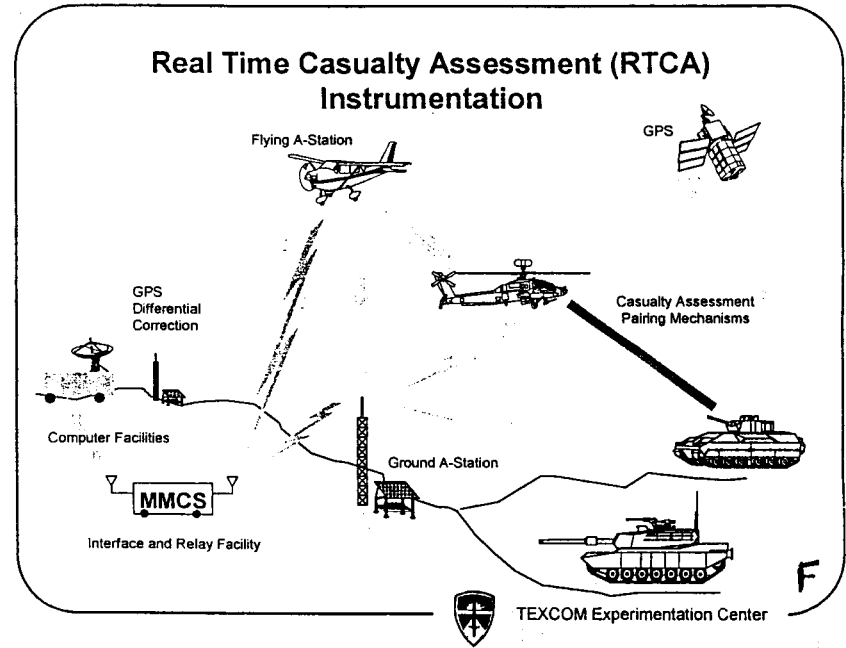 Real Time Casualty Assessment (RTCA)
Instrumentation
Flying A-Station
GPS
GPS
Differential
Correction
Casualty Assessment
Pairing Mechanisms
Computer Facilities
Ground A-Station
MMCS
Interface and Relay Facility
F
TEXCOM Experimentation Center